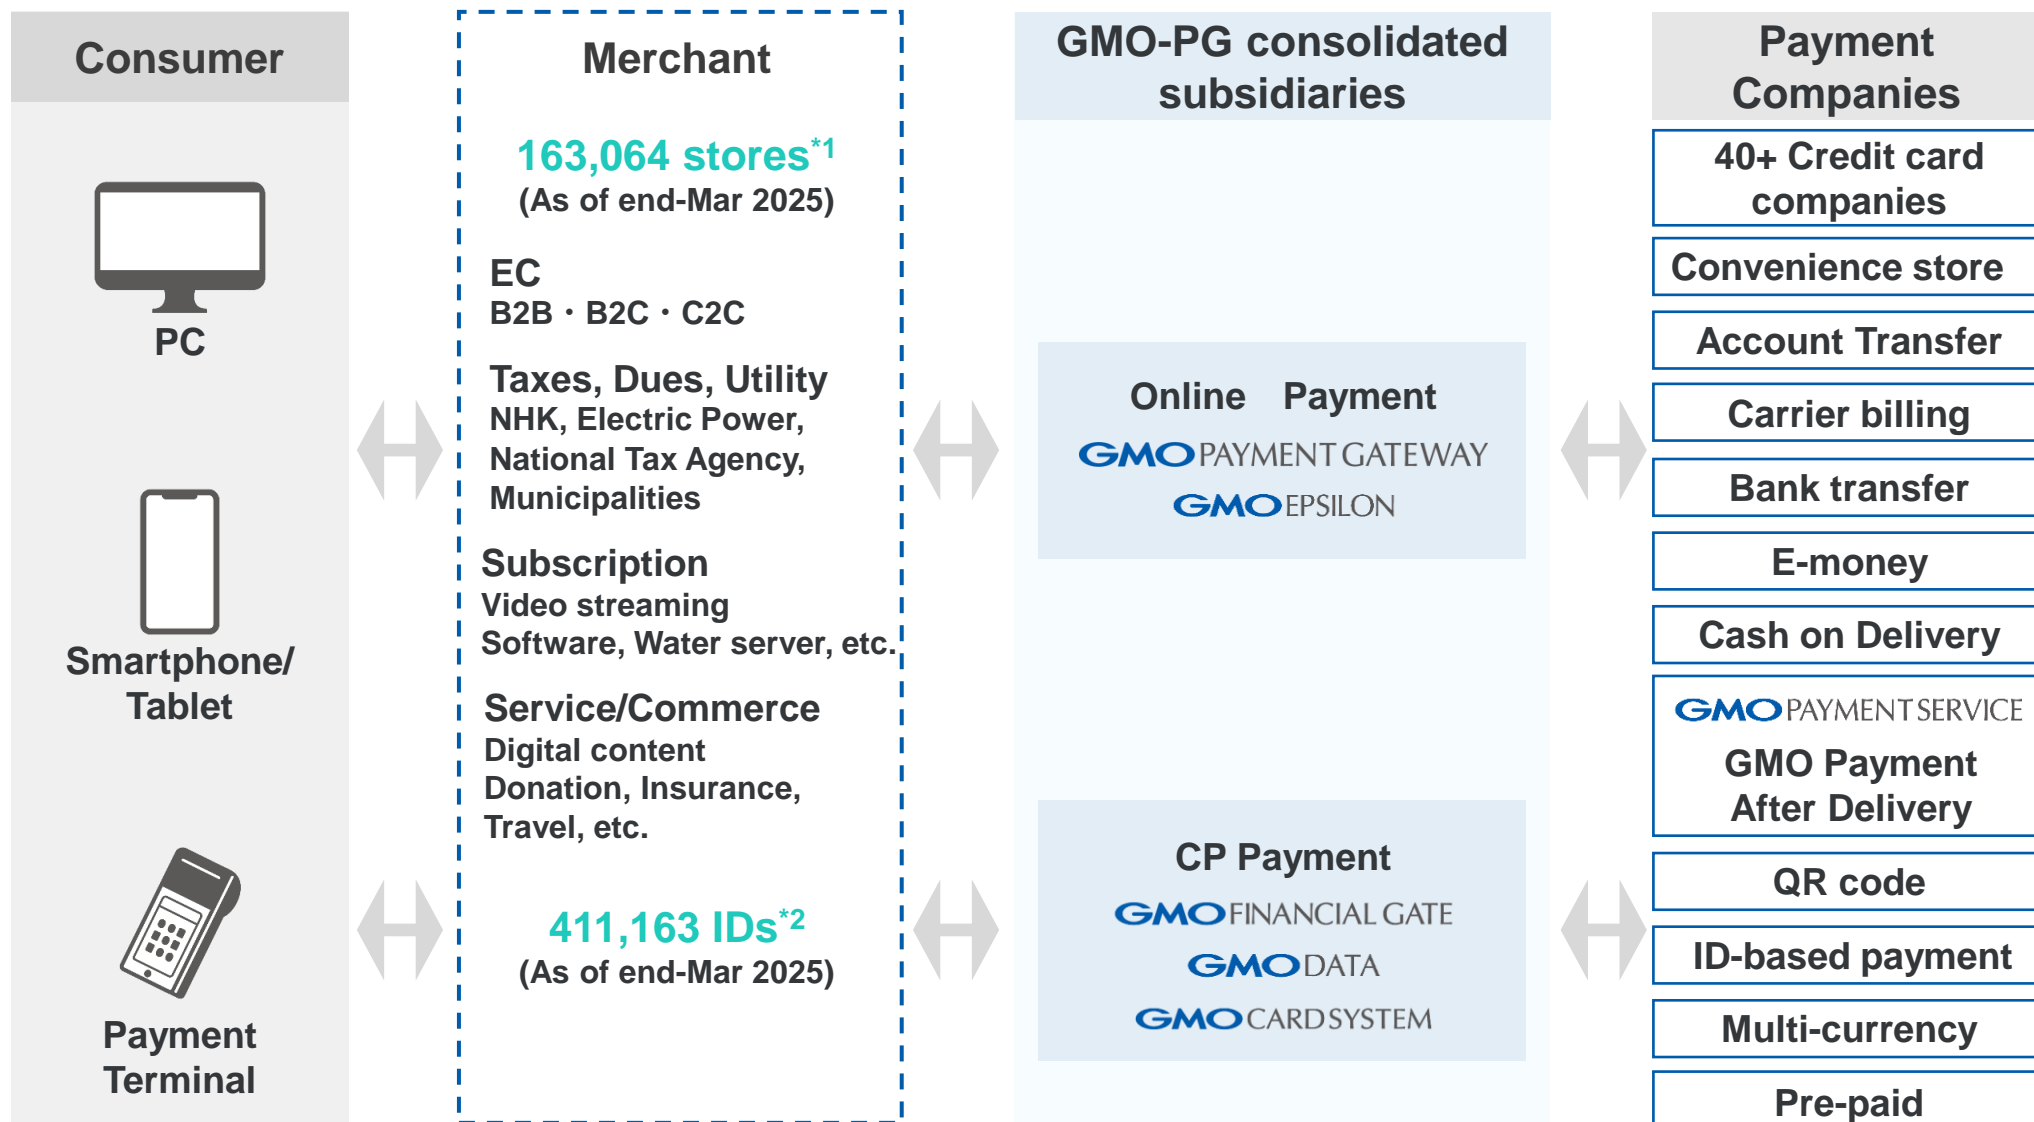 Consumer
PC
Smartphone/
Tablet
Payment
Terminal
Merchant
163,064 stores*1
(As of end-Mar 2025)
EC
B2B・B2C・C2C
Taxes, Dues, Utility
NHK, Electric Power,
National Tax Agency,
Municipalities
Subscription
Video streaming
Software, Water server, etc.
Service/Commerce
Digital content
Donation, Insurance,
Travel, etc.
411,163 IDs*2
(As of end-Mar 2025)
GMO-PG consolidated
subsidiaries
Online Payment
GMO PAYMENT GATEWAY
GMO EPSILON
CP Payment
GMO FINANCIAL GATE
GMO DATA
GMO CARD SYSTEM
Payment
Companies
40+ Credit card
companies
Convenience store
Account Transfer
Carrier billing
Bank transfer
E-money
Cash on Delivery
GMO PAYMENT SERVICE
GMO Payment
After Delivery
QR code
ID-based payment
Multi-currency
Pre-paid